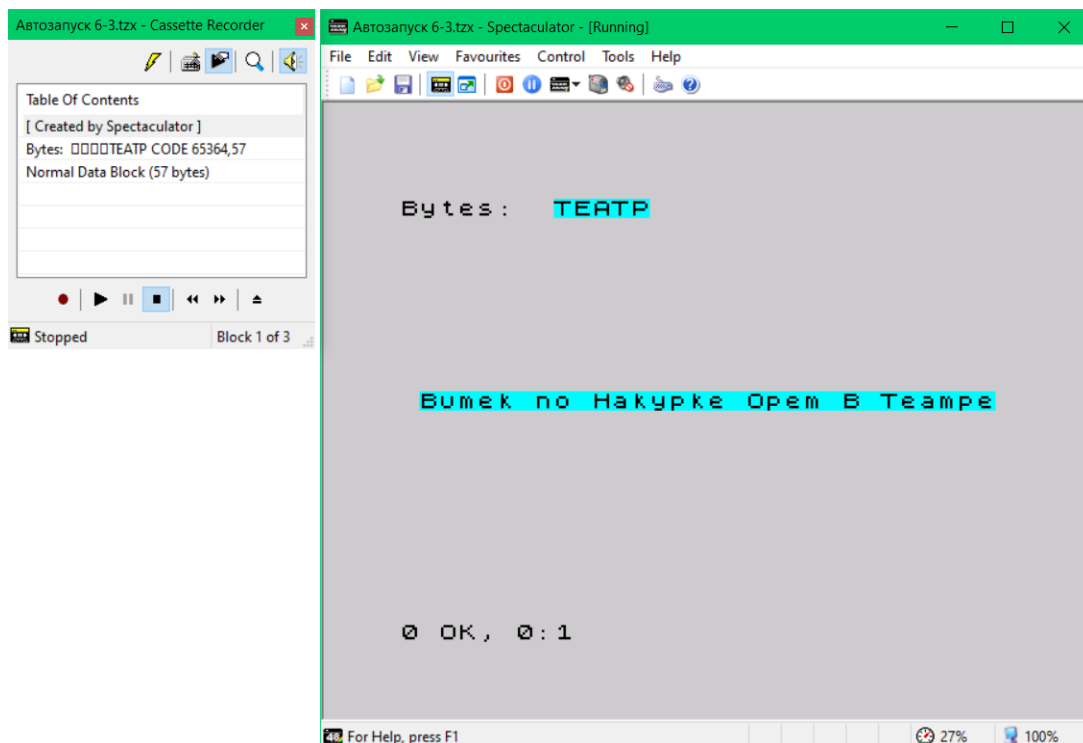 Автозапуск 6-3.tzx - Cassette Recorder
Table Of Contents
[ Created by Spectaculator ]
Bytes: □□□□ТЕАТР CODE 65364,57
Normal Data Block (57 bytes)
Stopped
Block 1 of 3
Автозапуск 6-3.tzx - Spectaculator - [Running]
File Edit View Favourites Control Tools Help
Bytes: TEATP
Bumek no Hakypke Opem B Teampe
0 OK, 0:1
48 For Help, press F1
27%
100%